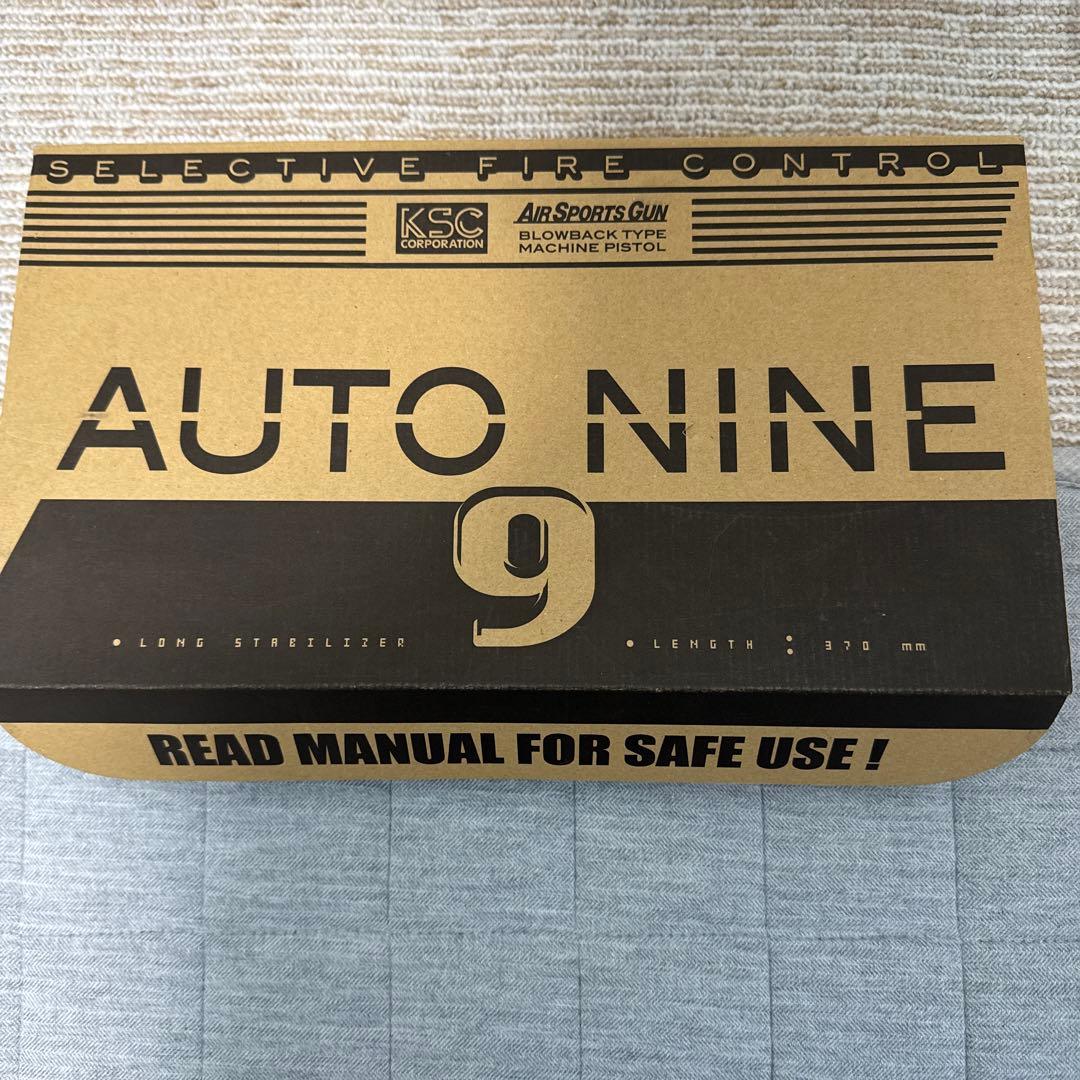 SELECTIVE FIRE CONTROL
KSC
CORPORATION
AIR SPORTS GUN
BLOWBACK TYPE
MACHINE PISTOL
AUTO NINE
9
• LONG STABILIZER
• LENGTH : 370 mm
READ MANUAL FOR SAFE USE !